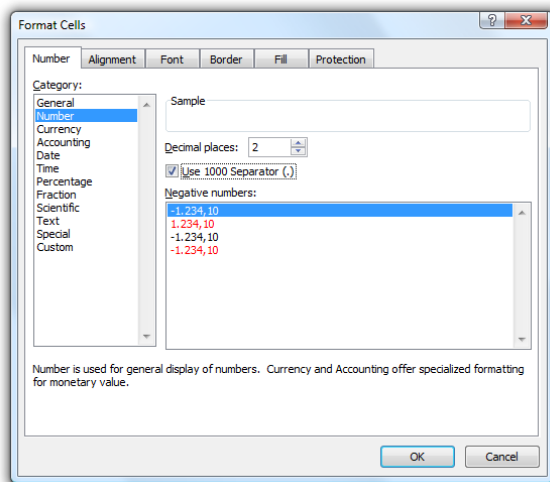 Format Cells
Number Alignment Font Border Fill Protection
Category:
General
Number
Currency
Accounting
Date
Time
Percentage
Fraction
Scientific
Text
Special
Custom
Sample
Decimal places: 2
Use 1000 Separator (.)
Negative numbers:
-1.234,10
1.234,10
-1.234,10
-1.234,10
Number is used for general display of numbers. Currency and Accounting offer specialized formatting
for monetary value.
OK Cancel